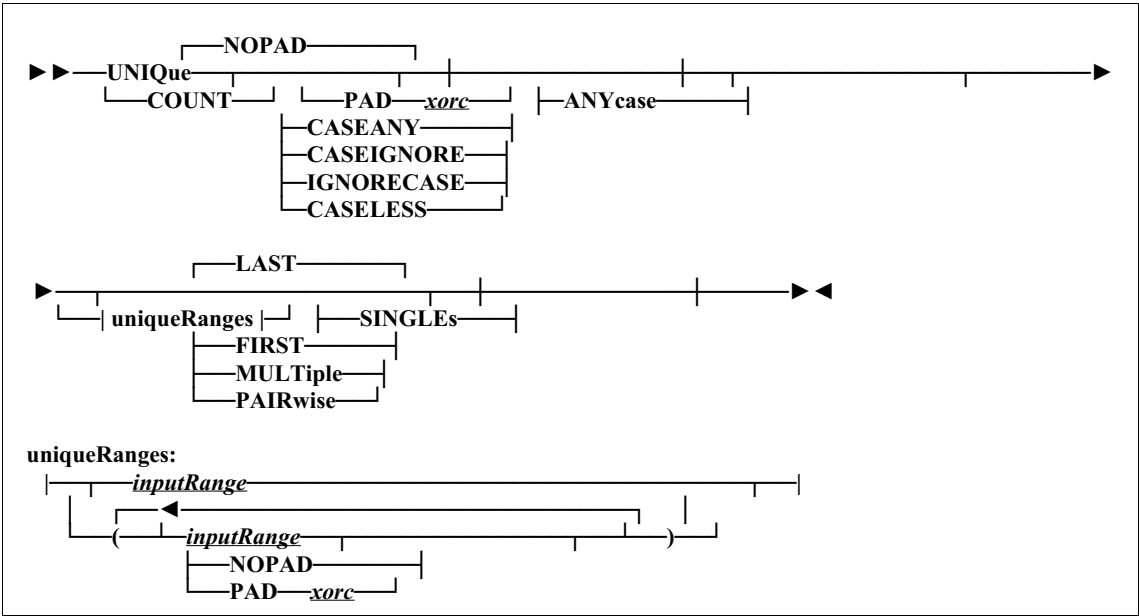 NOPAD
UNIQue
COUNT PAD xorc ANYcase
CASEANY
CASEIGNORE
IGNORECASE
CASELESS
LAST
| uniqueRanges | SINGLEs
FIRST
MULTiple
PAIRwise
uniqueRanges:
inputRange
( inputRange )
NOPAD
PAD xorc